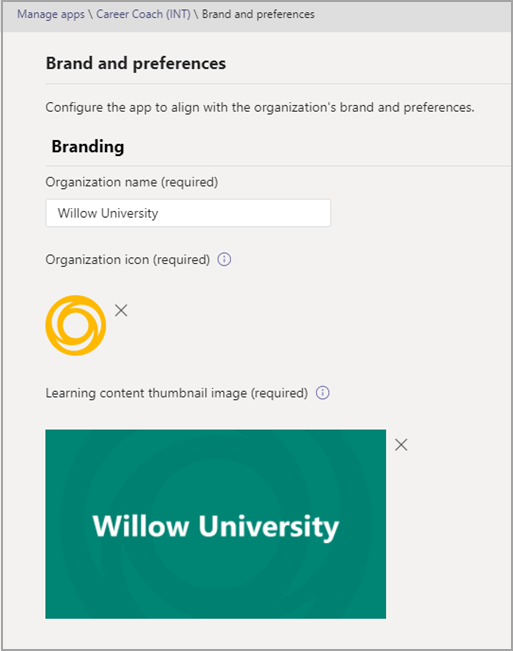 Manage apps \ Career Coach (INT) \ Brand and preferences
Brand and preferences
Configure the app to align with the organization's brand and preferences.
Branding
Organization name (required)
Willow University
Organization icon (required)
Learning content thumbnail image (required)
Willow University